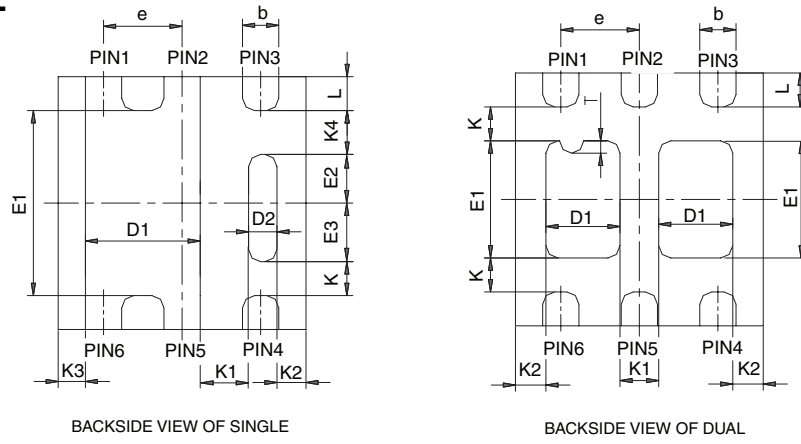 e
b
PIN1
PIN2
PIN3
L
K4
E2
E1
D1
D2
E3
K
PIN6
PIN5
PIN4
K3
K1
K2
BACKSIDE VIEW OF SINGLE
e
b
PIN1
PIN2
PIN3
T
L
K
E1
D1
D1
E1
K
PIN6
PIN5
PIN4
K2
K1
K2
BACKSIDE VIEW OF DUAL